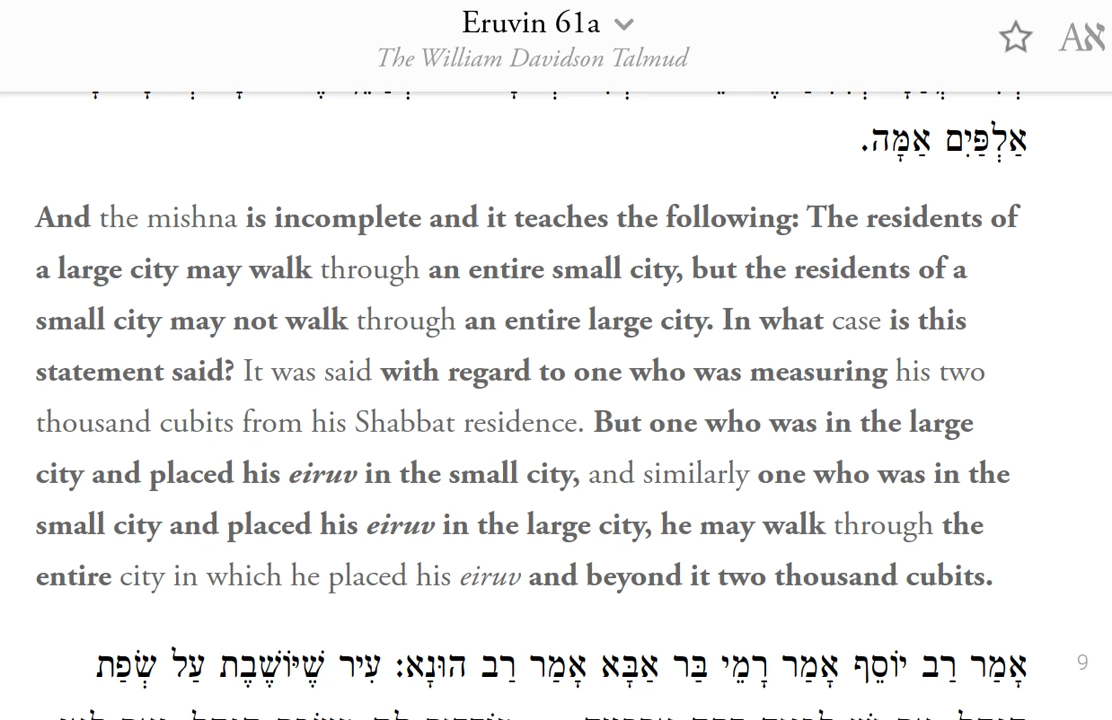 Eruvin 61a
The William Davidson Talmud
Aא
אַלְפַּיִם אַמָּה.
And the mishna is incomplete and it teaches the following: The residents of
a large city may walk through an entire small city, but the residents of a
small city may not walk through an entire large city. In what case is this
statement said? It was said with regard to one who was measuring his two
thousand cubits from his Shabbat residence. But one who was in the large
city and placed his eiruv in the small city, and similarly one who was in the
small city and placed his eiruv in the large city, he may walk through the
entire city in which he placed his eiruv and beyond it two thousand cubits.
אָמַר רַב יוֹסֵף אָמַר רָמֵי בַּר אַבָּא אָמַר רַב הוּנָא: עִיר שֶׁיּוֹשֶׁבֶת עַל שְׂפַת
9